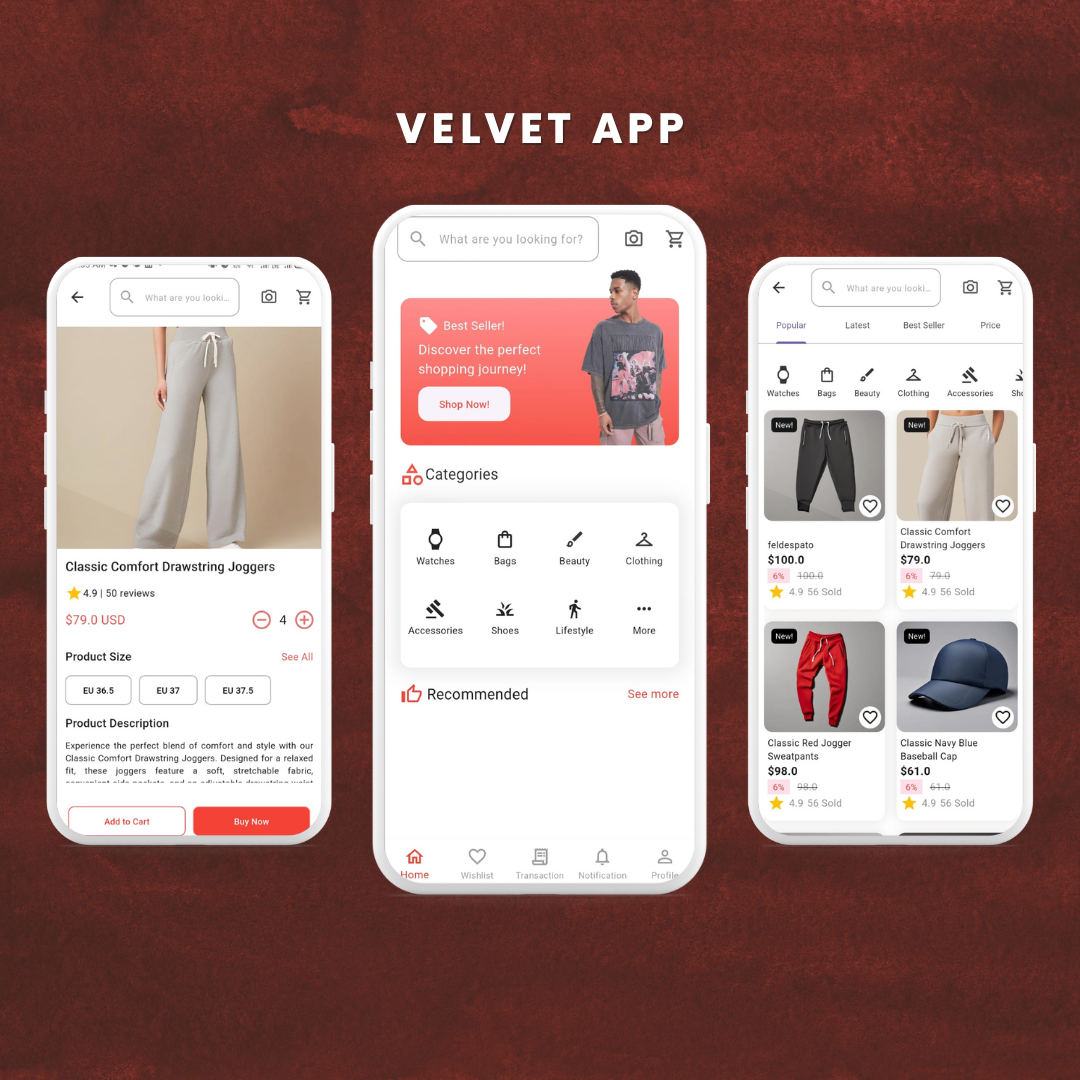 VELVET APP
What are you looki...
Classic Comfort Drawstring Joggers
4.9 | 50 reviews
$79.0 USD
4
Product Size
See All
EU 36.5
EU 37
EU 37.5
Product Description
Experience the perfect blend of comfort and style with our
Classic Comfort Drawstring Joggers. Designed for a relaxed
fit, these joggers feature a soft, stretchable fabric,
Add to Cart
Buy Now
What are you looking for?
Best Seller!
Discover the perfect
shopping journey!
Shop Now!
Categories
Watches
Bags
Beauty
Clothing
Accessories
Shoes
Lifestyle
More
Recommended
See more
Home
Wishlist
Transaction
Notification
Profile
What are you looki...
Popular
Latest
Best Seller
Price
Watches
Bags
Beauty
Clothing
Accessories
Sho
New!
feldespato
$100.0
6% 100.0
4.9 56 Sold
New!
Classic Comfort
Drawstring Joggers
$79.0
6% 79.0
4.9 56 Sold
New!
Classic Red Jogger
Sweatpants
$98.0
6% 98.0
4.9 56 Sold
New!
Classic Navy Blue
Baseball Cap
$61.0
6% 61.0
4.9 56 Sold